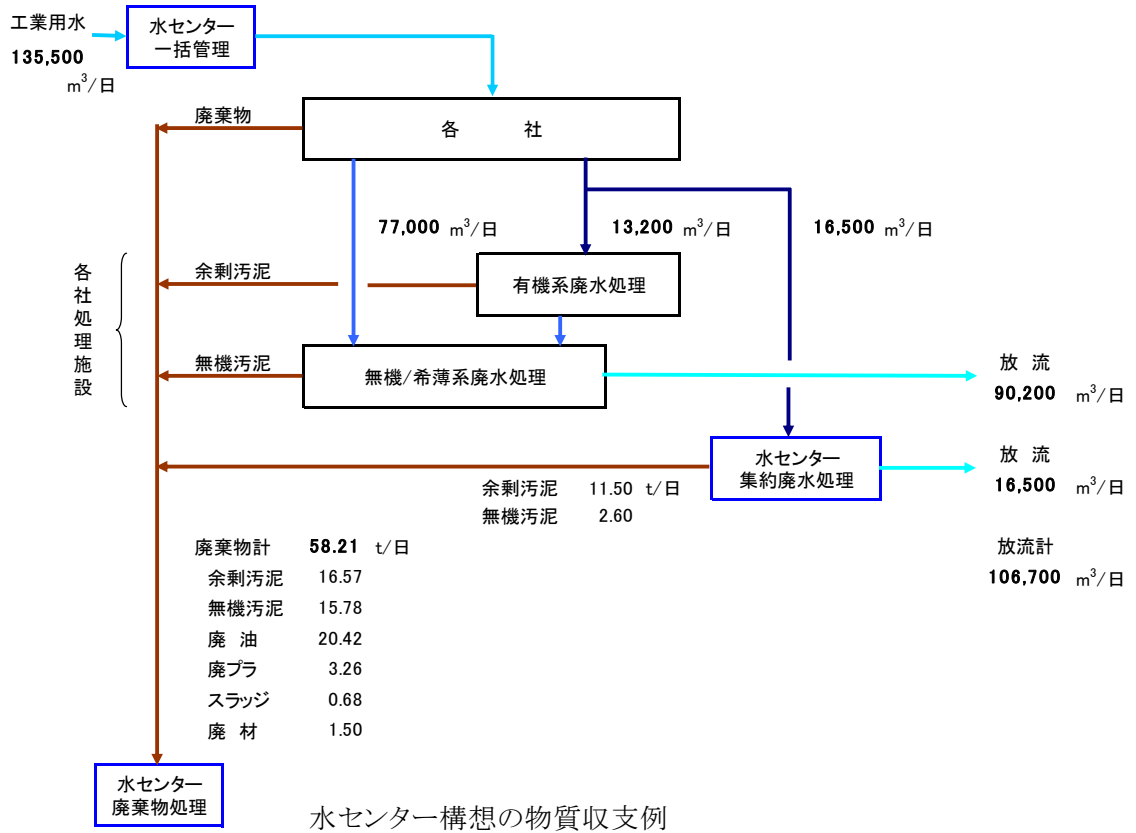 工業用水
135,500
m³/日
水センター
一括管理
各　　社
廃棄物
77,000 m³/日
13,200 m³/日
16,500 m³/日
各社処理施設
余剰汚泥
有機系廃水処理
無機汚泥
無機/希薄系廃水処理
放 流
90,200 m³/日
水センター
集約廃水処理
放 流
16,500 m³/日
余剰汚泥 11.50 t/日
無機汚泥 2.60
放流計
106,700 m³/日
廃棄物計 58.21 t/日
余剰汚泥 16.57
無機汚泥 15.78
廃 油 20.42
廃プラ 3.26
スラッジ 0.68
廃 材 1.50
水センター
廃棄物処理
水センター構想の物質収支例